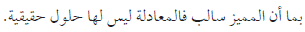 بما أن المميز سالب فالمعادلة ليس لها حلول حقيقية.